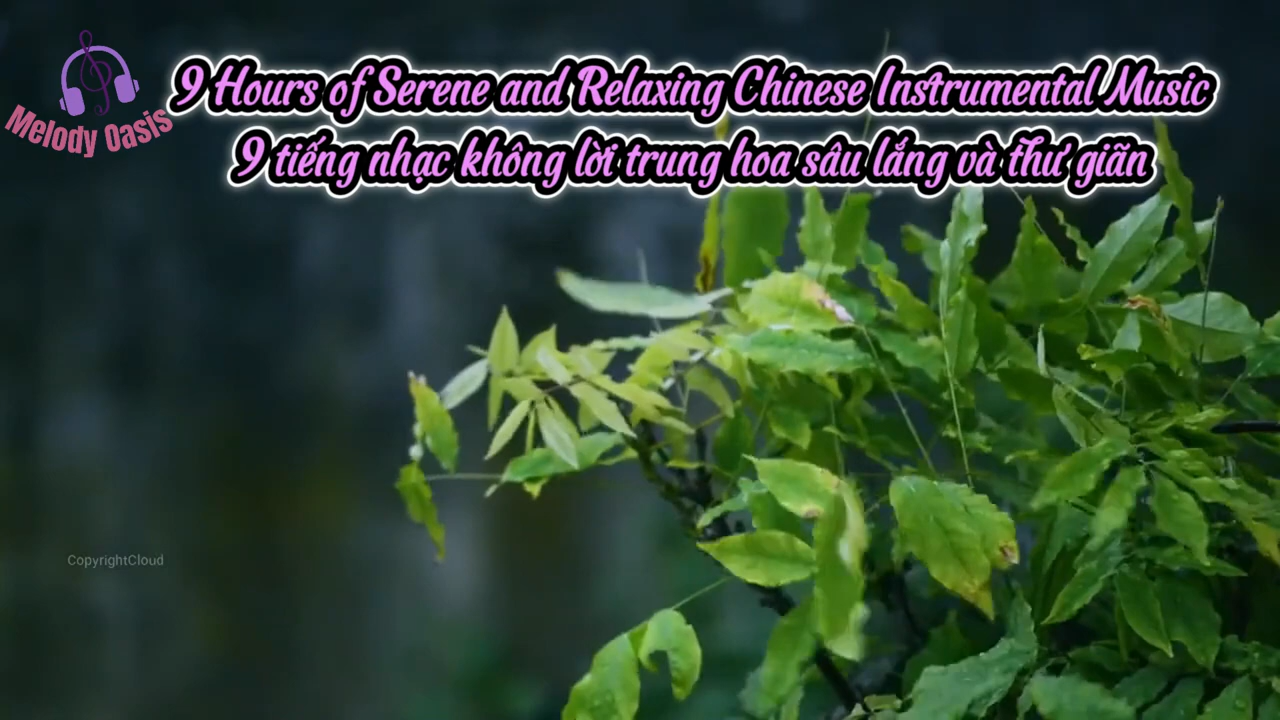 Melody Oasis
9 Hours of Serene and Relaxing Chinese Instrumental Music
9 tiếng nhạc không lời trung hoa sâu lắng và thư giãn
CopyrightCloud